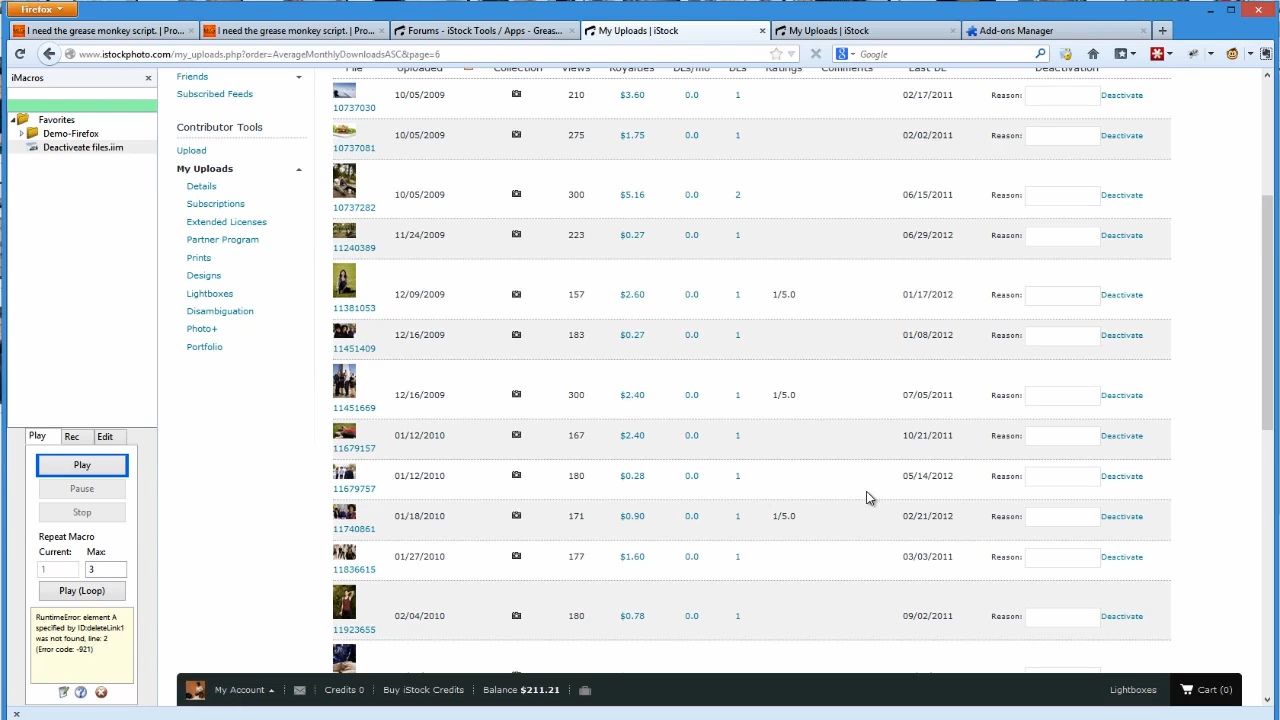 Firefox
I need the grease monkey script. | Pro...
I need the grease monkey script. | Pro...
Forums - iStock Tools / Apps - Greas...
My Uploads | iStock
My Uploads | iStock
Add-ons Manager
www.istockphoto.com/my_uploads.php?order=AverageMonthlyDownloadsASC&page=6
Google
iMacros
Favorites
Demo-Firefox
Deactiveate files.iim
Play Rec Edit
Play
Pause
Stop
Repeat Macro
Current: Max:
1 3
Play (Loop)
RuntimeError: element A
specified by ID:deleteLink1
was not found, line: 2
(Error code: -921)
Friends
Subscribed Feeds
Contributor Tools
Upload
My Uploads
Details
Subscriptions
Extended Licenses
Partner Program
Prints
Designs
Lightboxes
Disambiguation
Photo+
Portfolio
File Uploaded Collection Views Royalties DLs/mo DLs Ratings Comments Last DL Deactivation
10737030 10/05/2009 210 $3.60 0.0 1 02/17/2011 Reason: Deactivate
10737081 10/05/2009 275 $1.75 0.0 1 02/02/2011 Reason: Deactivate
10737282 10/05/2009 300 $5.16 0.0 2 06/15/2011 Reason: Deactivate
11240389 11/24/2009 223 $0.27 0.0 1 06/29/2012 Reason: Deactivate
11381053 12/09/2009 157 $2.60 0.0 1 1/5.0 01/17/2012 Reason: Deactivate
11451409 12/16/2009 183 $0.27 0.0 1 01/08/2012 Reason: Deactivate
11451669 12/16/2009 300 $2.40 0.0 1 1/5.0 07/05/2011 Reason: Deactivate
11679157 01/12/2010 167 $2.40 0.0 1 10/21/2011 Reason: Deactivate
11679757 01/12/2010 180 $0.28 0.0 1 05/14/2012 Reason: Deactivate
11740861 01/18/2010 171 $0.90 0.0 1 1/5.0 02/21/2012 Reason: Deactivate
11836615 01/27/2010 177 $1.60 0.0 1 03/03/2011 Reason: Deactivate
11923655 02/04/2010 180 $0.78 0.0 1 09/02/2011 Reason: Deactivate
My Account Credits 0 Buy iStock Credits Balance $211.21 Lightboxes Cart (0)